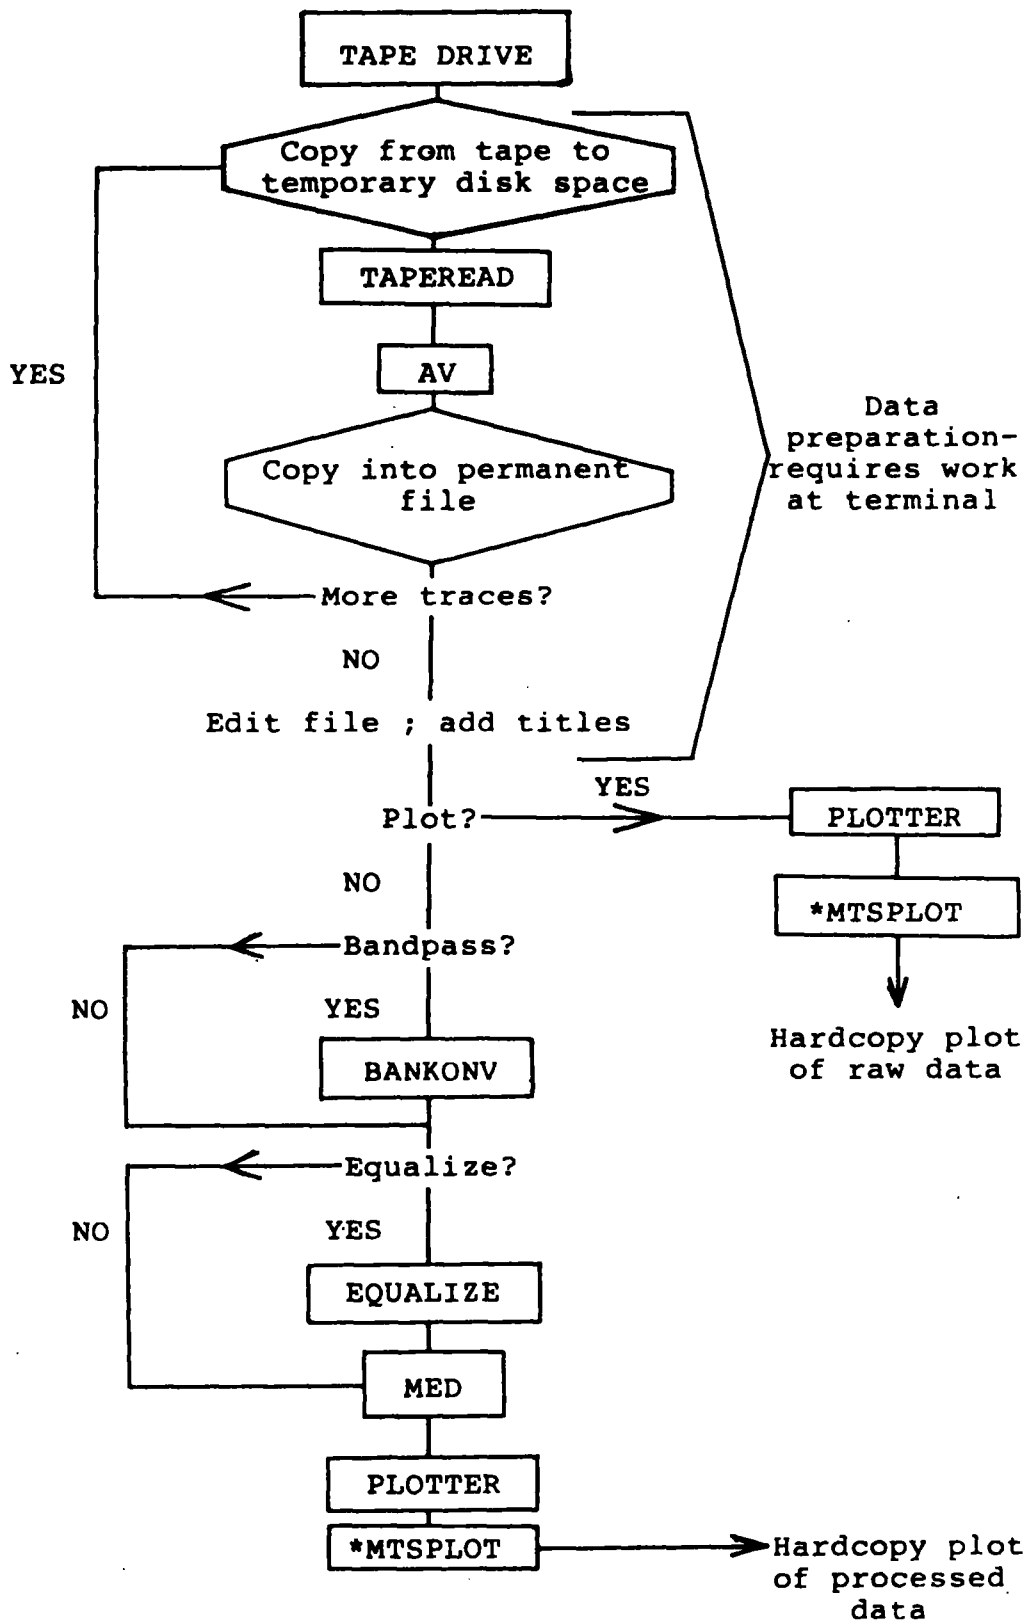 TAPE DRIVE
Copy from tape to
temporary disk space
TAPEREAD
YES
AV
Data
preparation-
requires work
at terminal
Copy into permanent
file
More traces?
NO
Edit file ; add titles
YES
Plot?
PLOTTER
NO
*MTSPLOT
Bandpass?
NO
YES
Hardcopy plot
of raw data
BANKONV
Equalize?
NO
YES
EQUALIZE
MED
PLOTTER
*MTSPLOT
Hardcopy plot
of processed
data